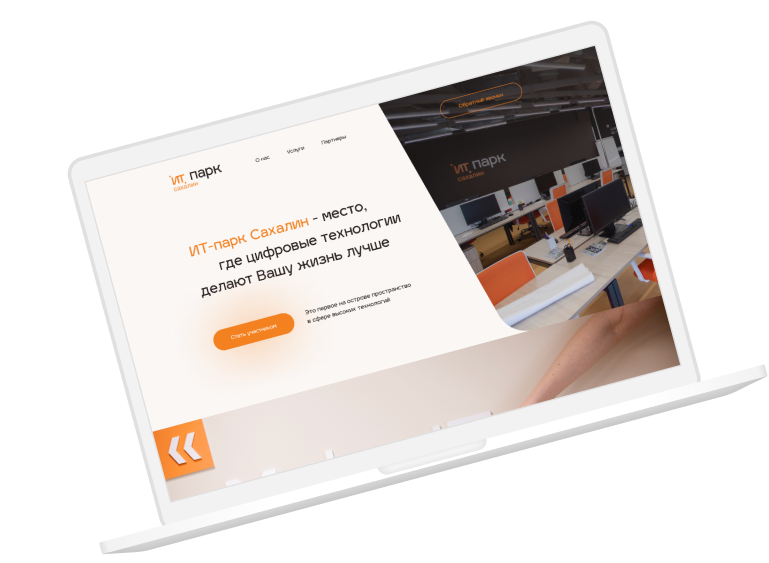 ИТ парк
сахалин
О нас
Услуги
Партнеры
Обратный звонок
ИТ парк
сахалин
ИТ-парк Сахалин - место,
где цифровые технологии
делают Вашу жизнь лучше
Стать участником
Это первое на острове пространство
в сфере высоких технологий